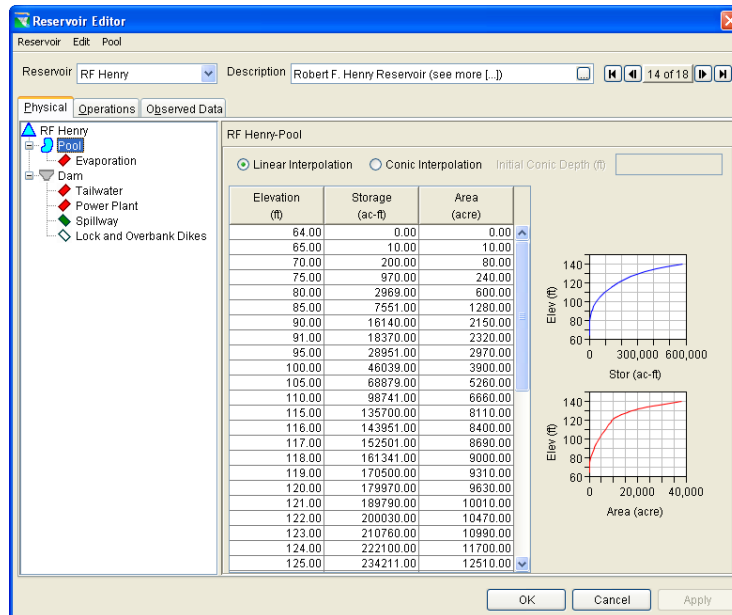 Reservoir Editor
Reservoir Edit Pool
Reservoir RF Henry Description Robert F. Henry Reservoir (see more [...]) ... 14 of 18
Physical Operations Observed Data
RF Henry
Pool
Evaporation
Dam
Tailwater
Power Plant
Spillway
Lock and Overbank Dikes
RF Henry-Pool
Linear Interpolation Conic Interpolation Initial Conic Depth (ft)
Elevation Storage Area
(ft) (ac-ft) (acre)
64.00 0.00 0.00
65.00 10.00 10.00
70.00 200.00 80.00
75.00 970.00 240.00
80.00 2969.00 600.00
85.00 7551.00 1280.00
90.00 16140.00 2150.00
91.00 18370.00 2320.00
95.00 28951.00 2970.00
100.00 46039.00 3900.00
105.00 68879.00 5260.00
110.00 98741.00 6660.00
115.00 135700.00 8110.00
116.00 143951.00 8400.00
117.00 152501.00 8690.00
118.00 161341.00 9000.00
119.00 170500.00 9310.00
120.00 179970.00 9630.00
121.00 189790.00 10010.00
122.00 200030.00 10470.00
123.00 210760.00 10990.00
124.00 222100.00 11700.00
125.00 234211.00 12510.00
Elev (ft)
140
120
100
80
60
0 300,000 600,000
Stor (ac-ft)
Elev (ft)
140
120
100
80
60
0 20,000 40,000
Area (acre)
OK Cancel Apply